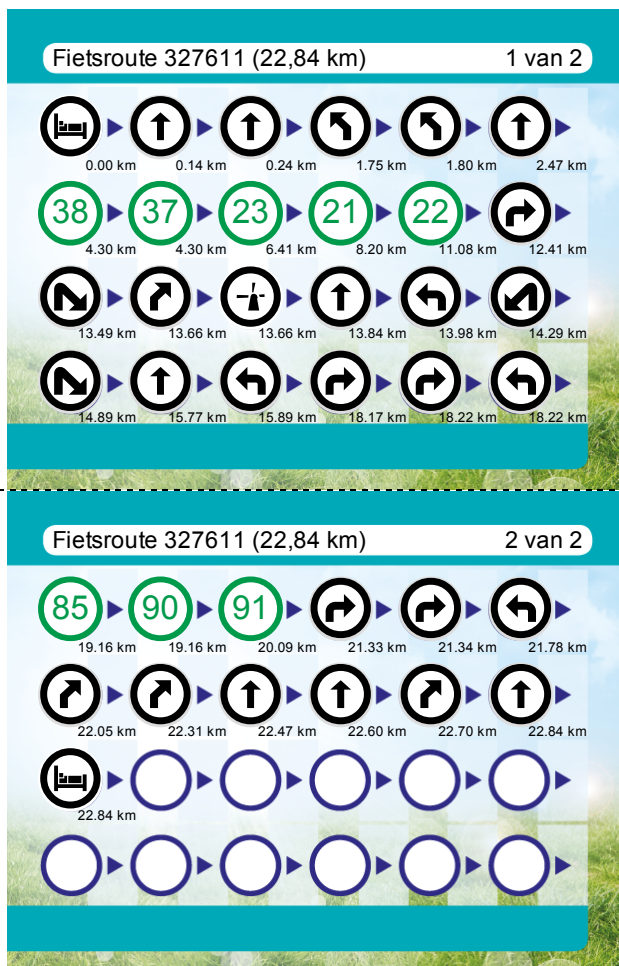 Fietsroute 327611 (22,84 km) 1 van 2
0.00 km 0.14 km 0.24 km 1.75 km 1.80 km 2.47 km
38 37 23 21 22
4.30 km 4.30 km 6.41 km 8.20 km 11.08 km 12.41 km
13.49 km 13.66 km 13.66 km 13.84 km 13.98 km 14.29 km
14.89 km 15.77 km 15.89 km 18.17 km 18.22 km 18.22 km
Fietsroute 327611 (22,84 km) 2 van 2
85 90 91
19.16 km 19.16 km 20.09 km 21.33 km 21.34 km 21.78 km
22.05 km 22.31 km 22.47 km 22.60 km 22.70 km 22.84 km
22.84 km